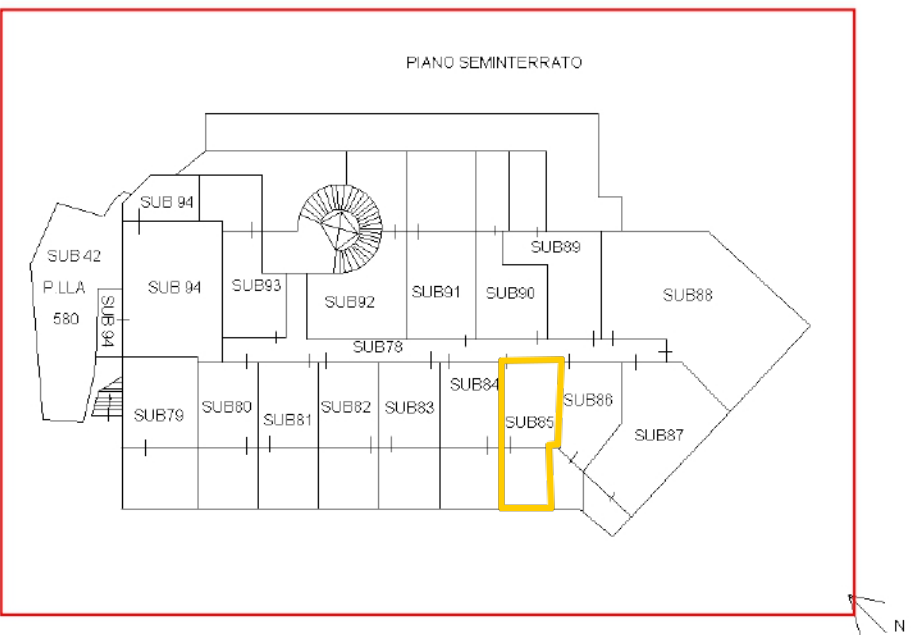 PIANO SEMINTERRATO
SUB 94
SUB 42
P.LLA
580
SUB 94
SUB 94
SUB93
SUB92
SUB91
SUB90
SUB89
SUB88
SUB78
SUB79
SUB80
SUB81
SUB82
SUB83
SUB84
SUB85
SUB86
SUB87
N